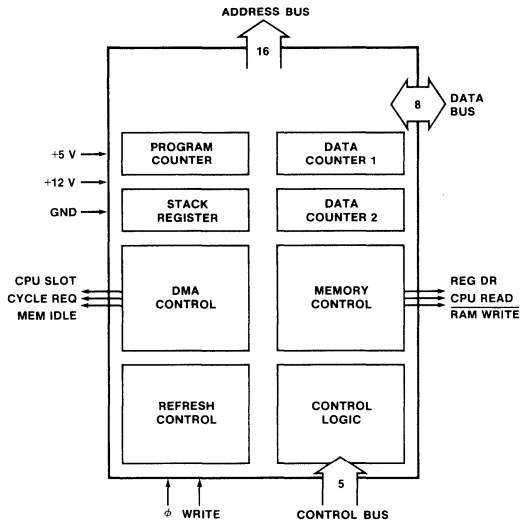 ADDRESS BUS
16
8
DATA
BUS
+5 V
+12 V
GND
PROGRAM
COUNTER
DATA
COUNTER 1
STACK
REGISTER
DATA
COUNTER 2
CPU SLOT
CYCLE REQ
MEM IDLE
DMA
CONTROL
MEMORY
CONTROL
REG DR
CPU READ
RAM WRITE
REFRESH
CONTROL
CONTROL
LOGIC
5
ϕ WRITE
CONTROL BUS